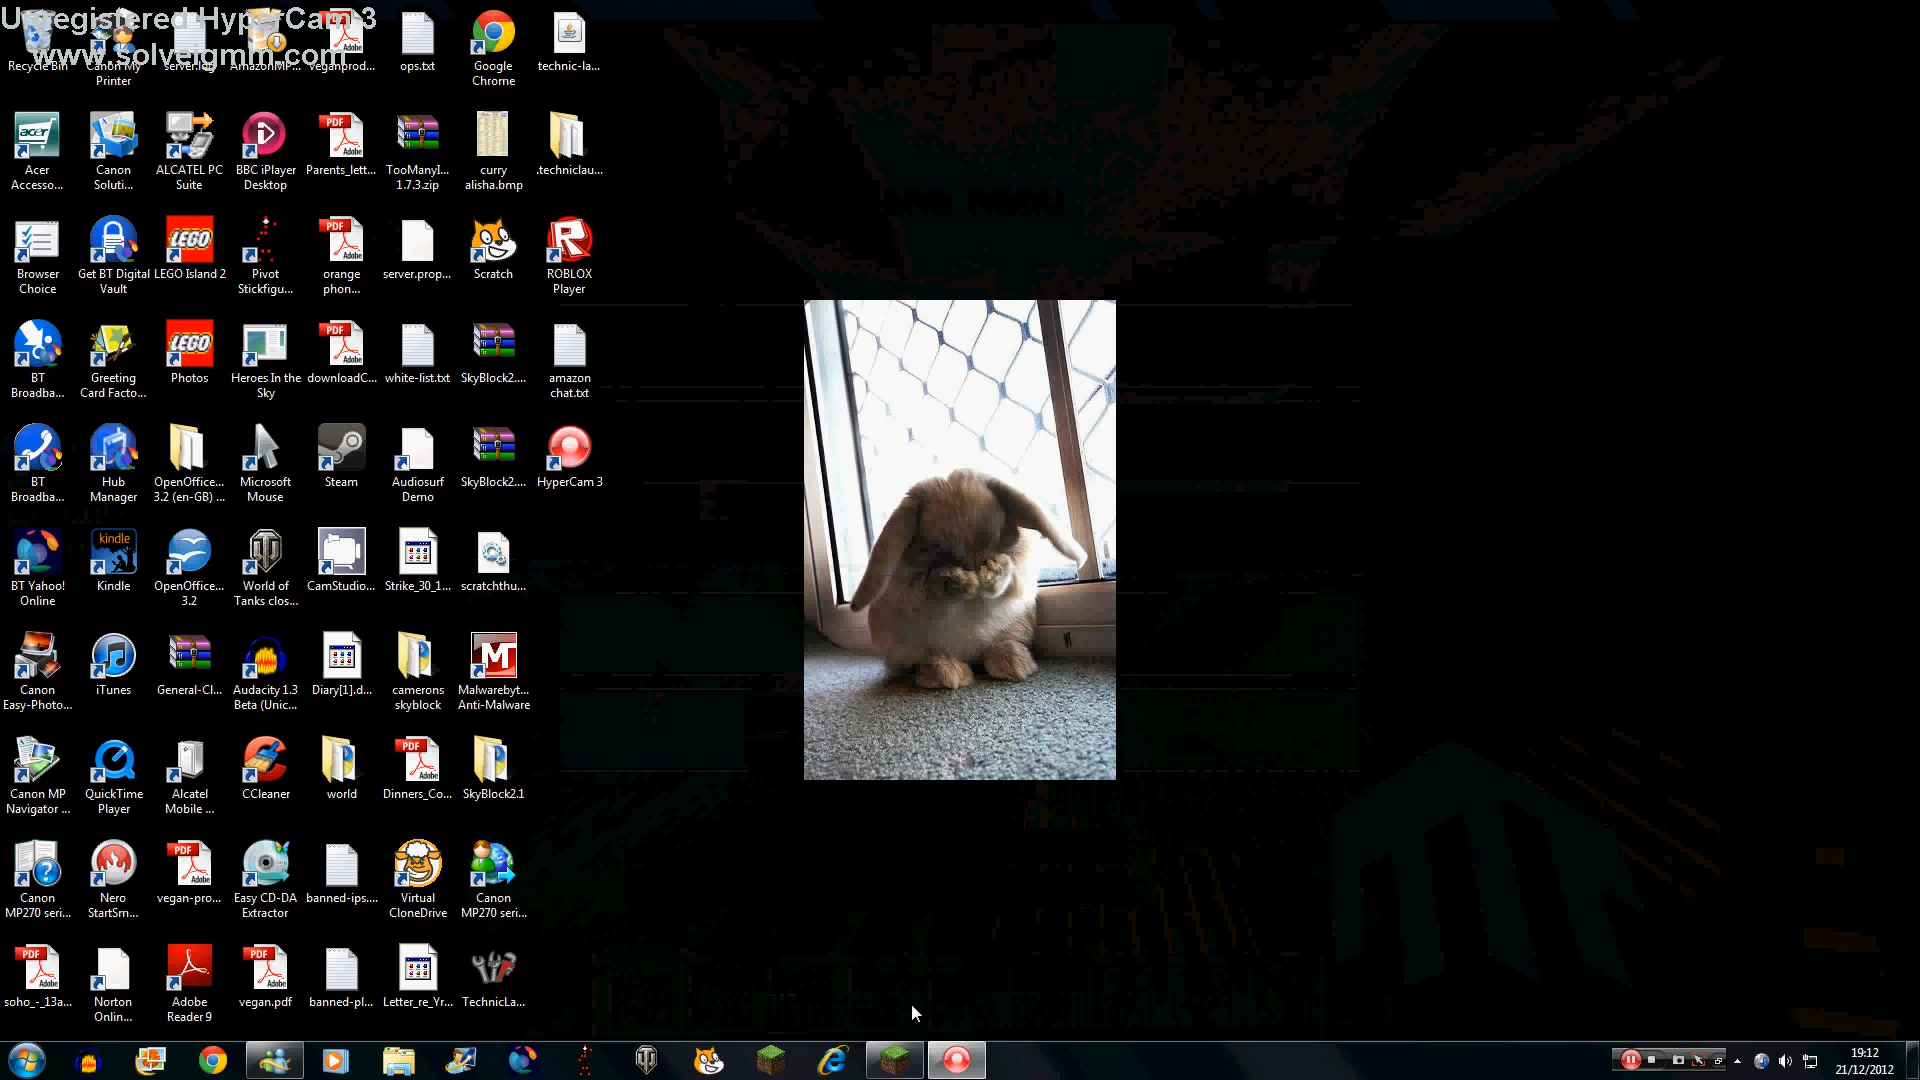 Unregistered HyperCam 3
www.solveigmm.com
Recycle Bin
Canon My Printer
server.log
AmazonMP...
veganprod...
ops.txt
Google Chrome
technic-la...
Acer Accesso...
Canon Soluti...
ALCATEL PC Suite
BBC iPlayer Desktop
Parents_lett...
TooManyI... 1.7.3.zip
curry alisha.bmp
.techniclau...
Browser Choice
Get BT Digital Vault
LEGO Island 2
Pivot Stickfigu...
orange phon...
server.prop...
Scratch
ROBLOX Player
BT Broadba...
Greeting Card Facto...
Photos
Heroes In the Sky
downloadC...
white-list.txt
SkyBlock2....
amazon chat.txt
BT Broadba...
Hub Manager
OpenOffice... 3.2 (en-GB) ...
Microsoft Mouse
Steam
Audiosurf Demo
SkyBlock2....
HyperCam 3
BT Yahoo! Online
kindle
Kindle
OpenOffice... 3.2
World of Tanks clos...
CamStudio...
Strike_30_1...
scratchthu...
Canon Easy-Photo...
iTunes
General-Cl...
Audacity 1.3 Beta (Unic...
Diary[1].d...
camerons skyblock
Malwarebyt... Anti-Malware
Canon MP Navigator ...
QuickTime Player
Alcatel Mobile ...
CCleaner
world
Dinners_Co...
SkyBlock2.1
Canon MP270 seri...
Nero StartSm...
vegan-pro...
Easy CD-DA Extractor
banned-ips....
Virtual CloneDrive
Canon MP270 seri...
soho_-_13a...
Norton Onlin...
Adobe Reader 9
vegan.pdf
banned-pl...
Letter_re_Yr...
TechnicLa...
19:12
21/12/2012